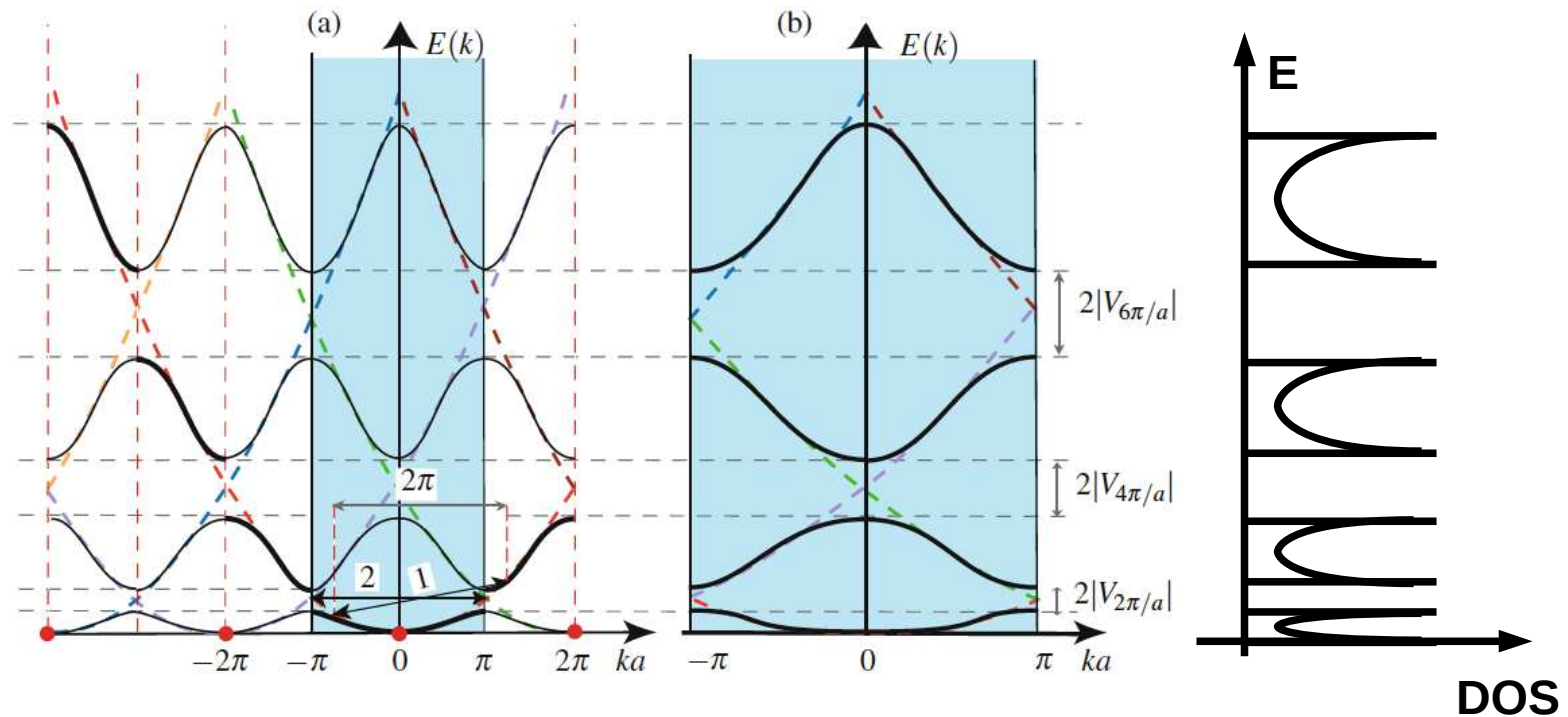 (a)
E(k)
2π
2
1
−2π
−π
0
π
2π
ka
(b)
E(k)
2|V6π/a|
2|V4π/a|
2|V2π/a|
−π
0
π
ka
E
DOS